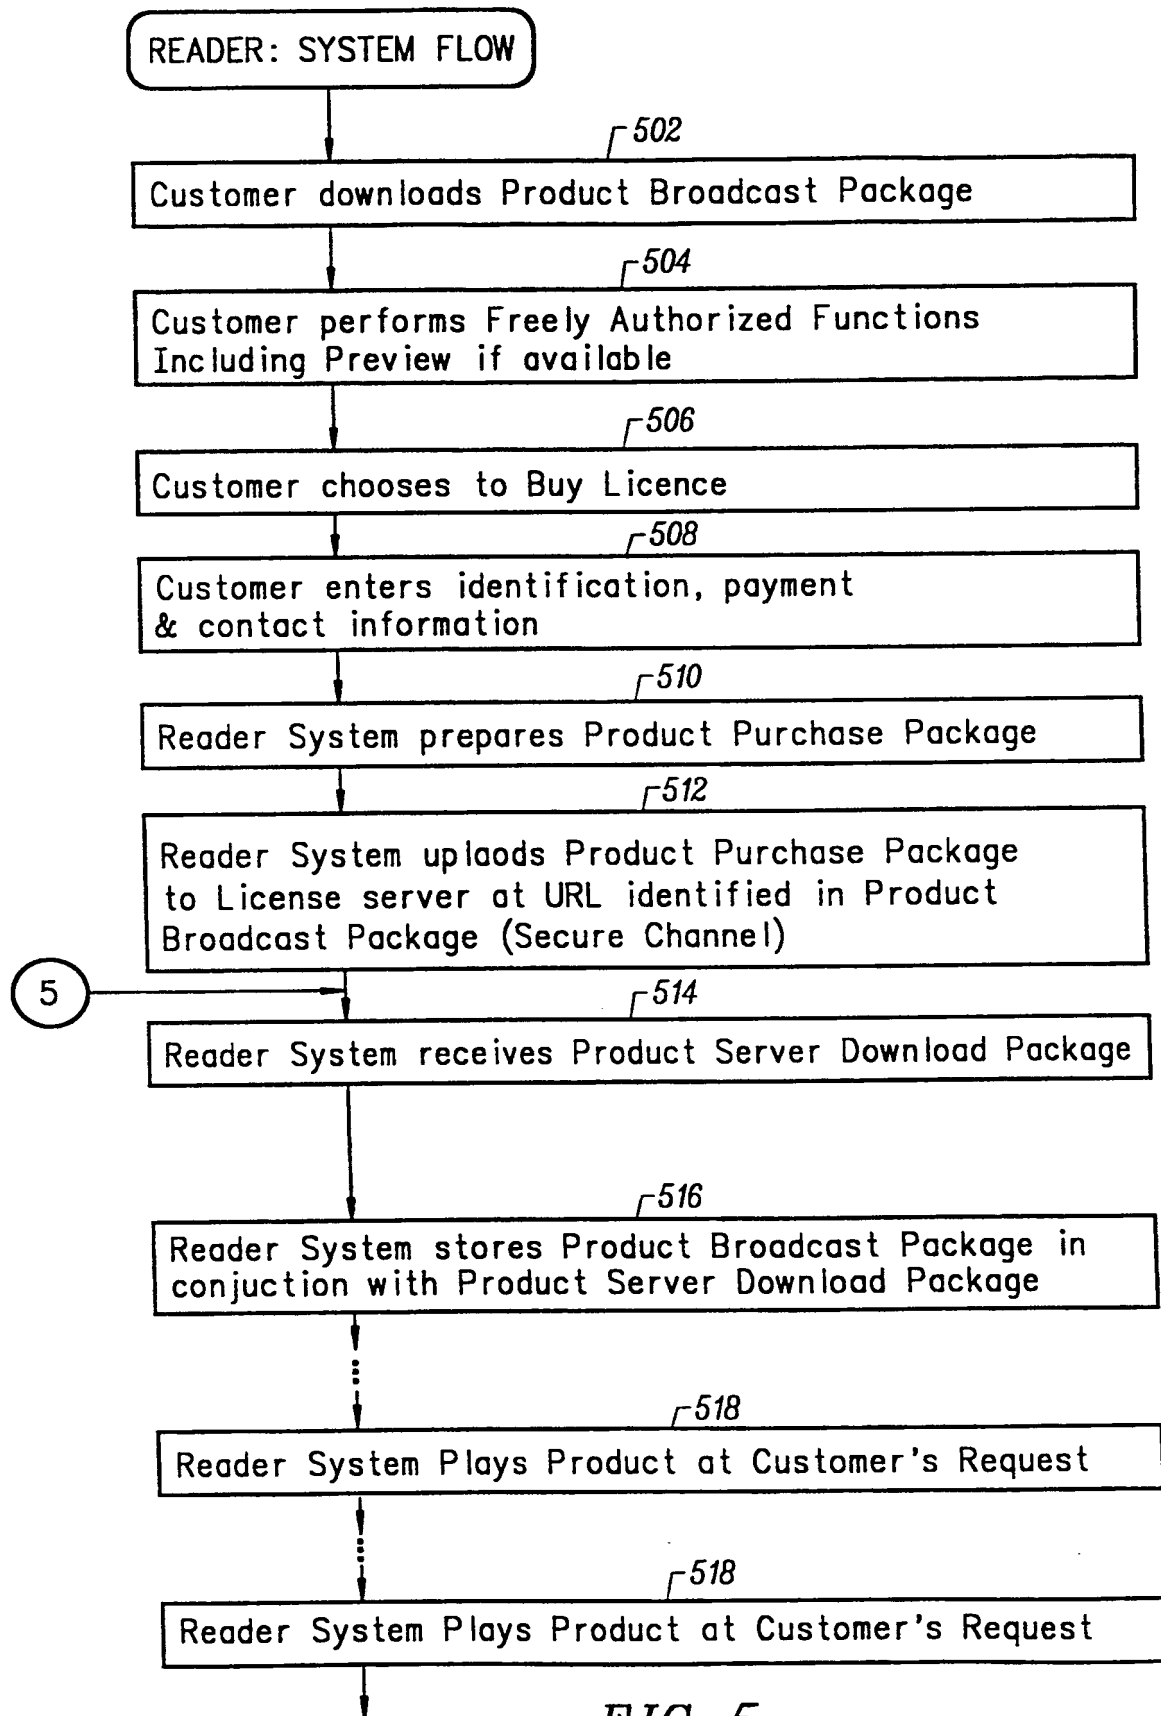 READER: SYSTEM FLOW
502
Customer downloads Product Broadcast Package
504
Customer performs Freely Authorized Functions
Including Preview if available
506
Customer chooses to Buy Licence
508
Customer enters identification, payment
& contact information
510
Reader System prepares Product Purchase Package
512
Reader System uplaods Product Purchase Package
to License server at URL identified in Product
Broadcast Package (Secure Channel)
5
514
Reader System receives Product Server Download Package
516
Reader System stores Product Broadcast Package in
conjuction with Product Server Download Package
518
Reader System Plays Product at Customer's Request
518
Reader System Plays Product at Customer's Request
FIG. 5